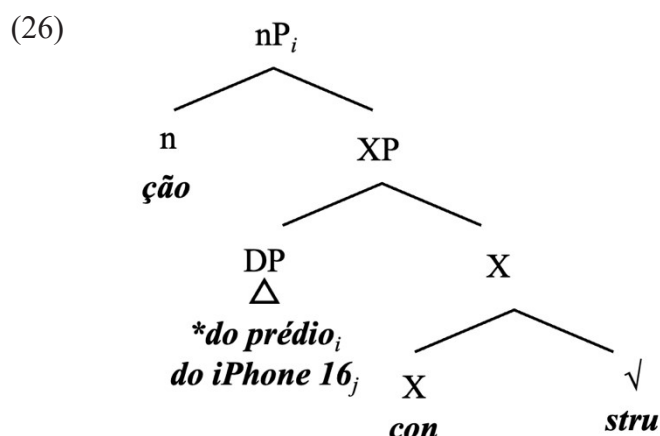 (26)
nPᵢ
n XP
ção
DP X
*do prédioᵢ
do iPhone 16ⱼ X √
con stru